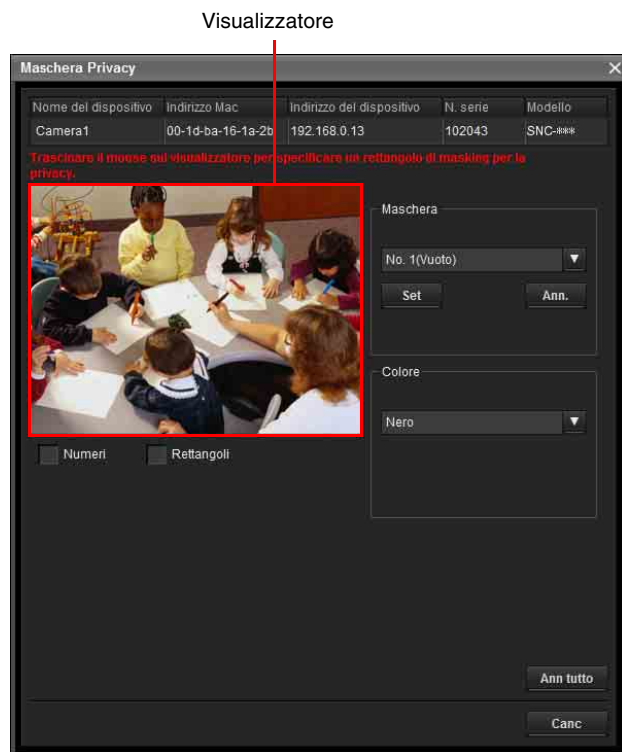 Visualizzatore
Maschera Privacy
Nome del dispositivo Indirizzo Mac Indirizzo del dispositivo N. serie Modello
Camera1 00-1d-ba-16-1a-2b 192.168.0.13 102043 SNC-***
Trascinare il mouse sul visualizzatore per specificare un rettangolo di masking per la
privacy.
Maschera
No. 1(Vuoto)
Set Ann.
Colore
Nero
Numeri Rettangoli
Ann tutto
Canc